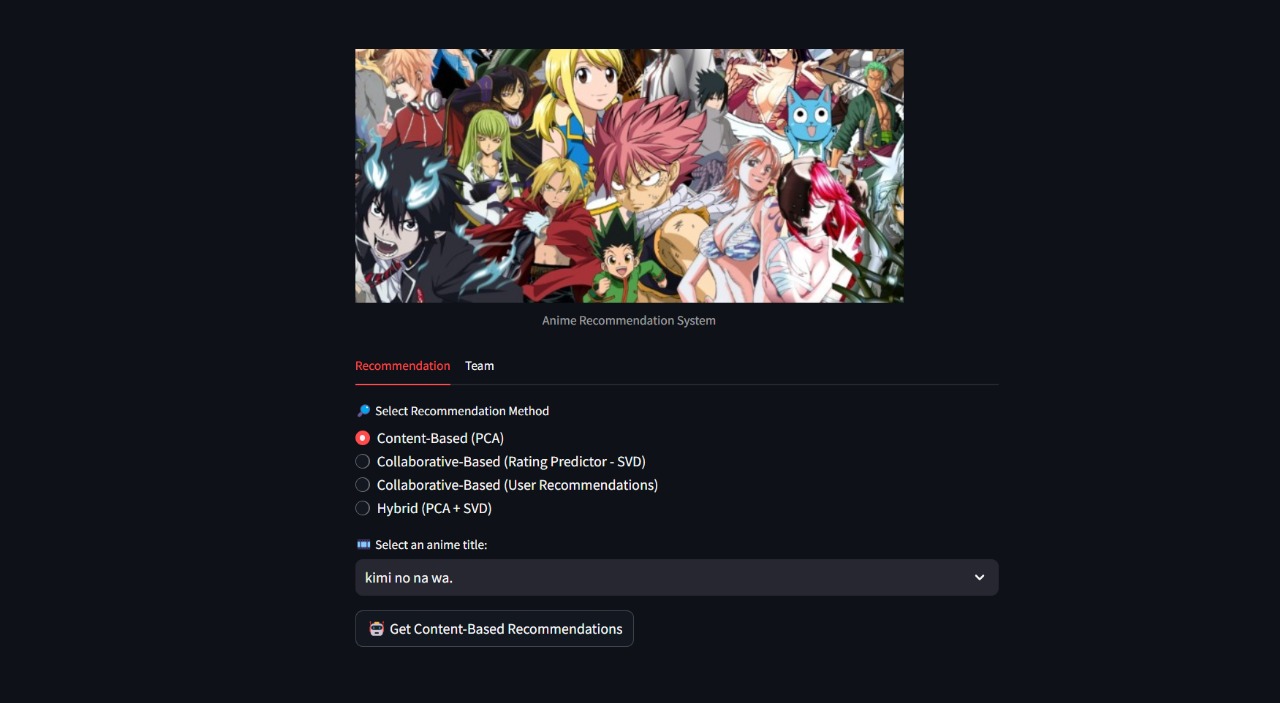 Anime Recommendation System
Recommendation Team
Select Recommendation Method
Content-Based (PCA)
Collaborative-Based (Rating Predictor - SVD)
Collaborative-Based (User Recommendations)
Hybrid (PCA + SVD)
Select an anime title:
kimi no na wa.
Get Content-Based Recommendations